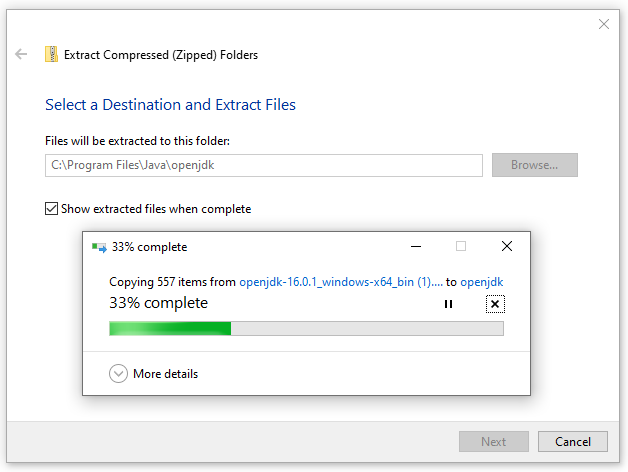 Extract Compressed (Zipped) Folders
Select a Destination and Extract Files
Files will be extracted to this folder:
C:\Program Files\Java\openjdk
Browse...
Show extracted files when complete
33% complete
Copying 557 items from openjdk-16.0.1_windows-x64_bin (1).... to openjdk
33% complete
More details
Next
Cancel